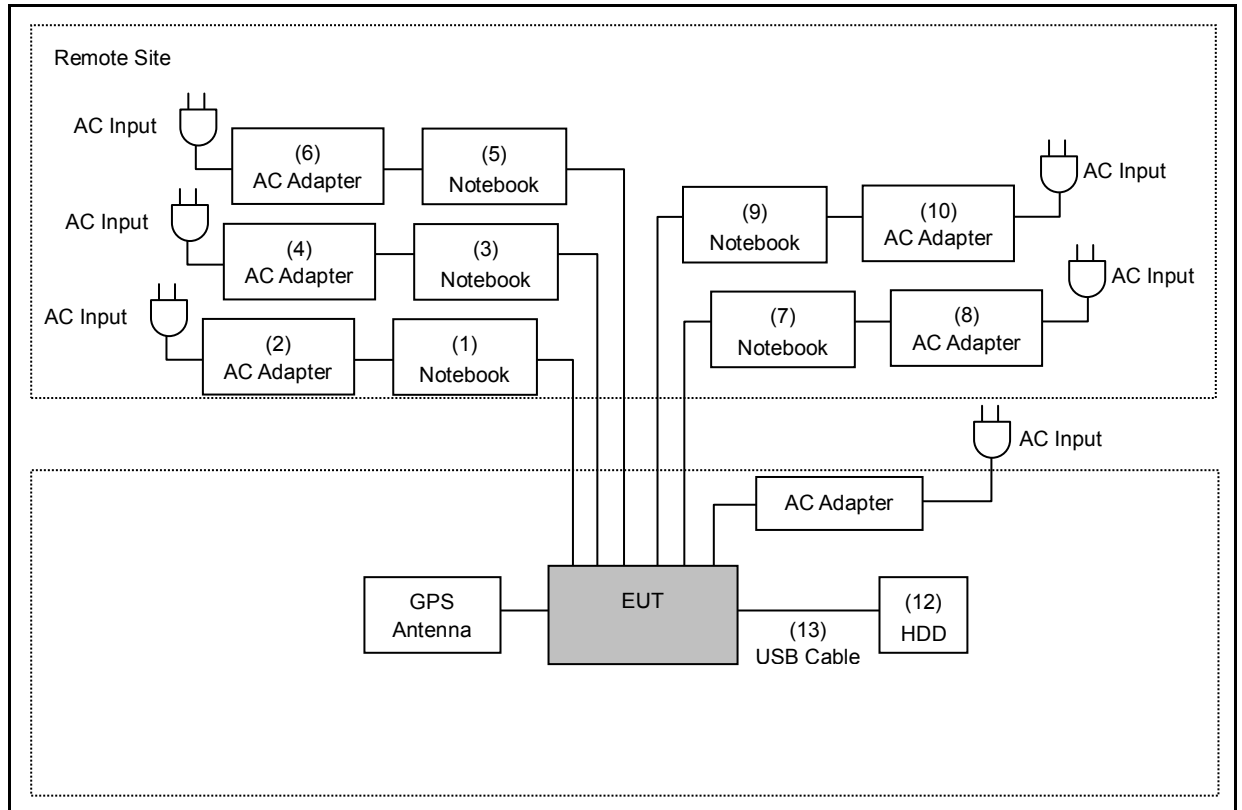 Remote Site
AC Input
(6)
AC Adapter
(5)
Notebook
AC Input
(4)
AC Adapter
(3)
Notebook
AC Input
(2)
AC Adapter
(1)
Notebook
(9)
Notebook
(10)
AC Adapter
AC Input
(7)
Notebook
(8)
AC Adapter
AC Input
AC Input
AC Adapter
GPS
Antenna
EUT
(13)
USB Cable
(12)
HDD